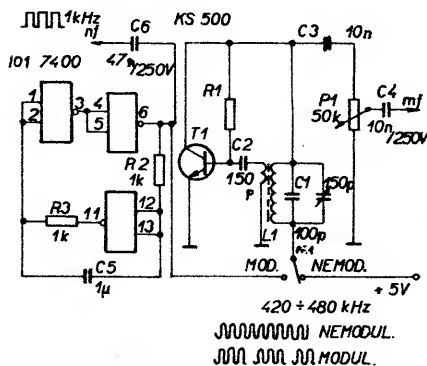 1kHz
nf
C6
47n/250V
KS 500
IO1 7400
1
2
3
4
5
6
R1
T1
C2
150
p
C3
10n
P1
50k
C4
mf
10n
/250V
C1
150p
100p
L1
R2
1k
R3
1k
11
12
13
C5
1µ
MOD.
NEMOD.
+ 5V
420 ÷ 480 kHz
NEMODUL.
MODUL.